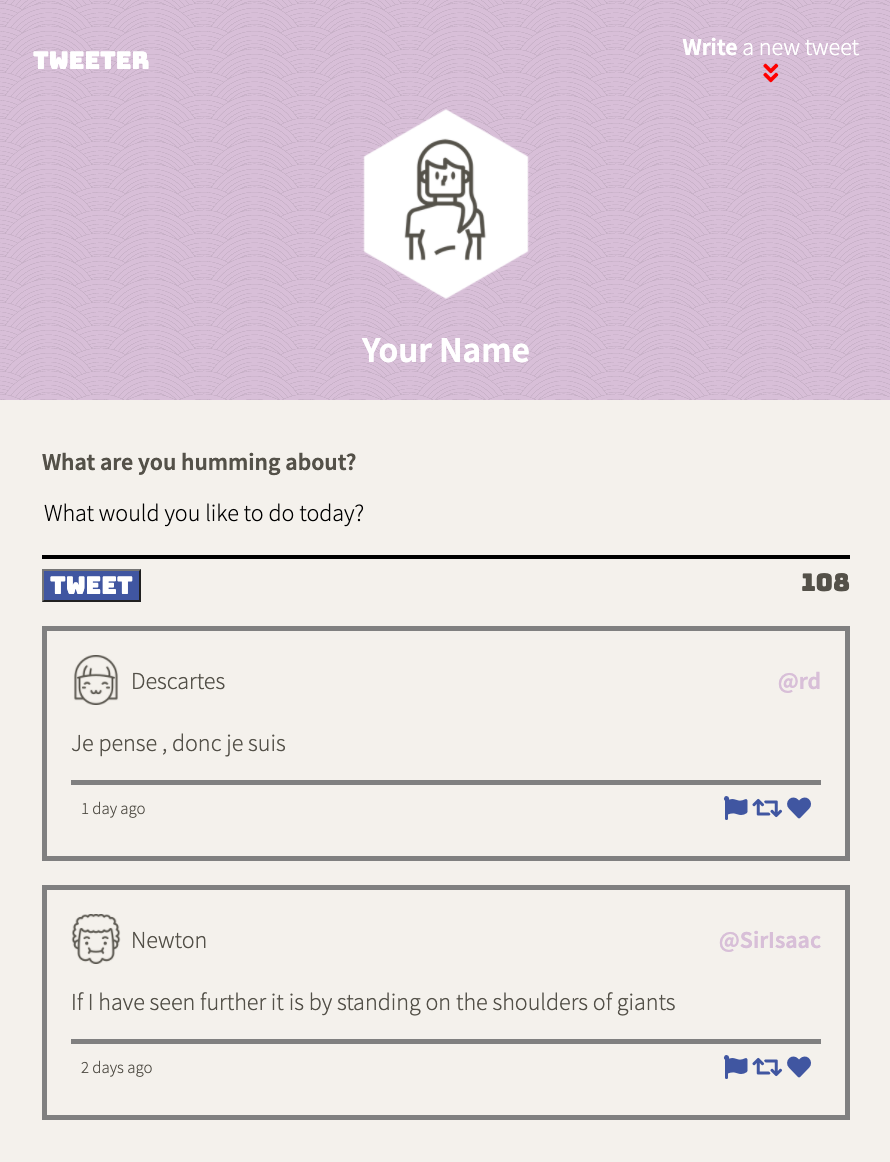 TWEETER
Write a new tweet
Your Name
What are you humming about?
What would you like to do today?
TWEET
108
Descartes
@rd
Je pense , donc je suis
1 day ago
Newton
@SirIsaac
If I have seen further it is by standing on the shoulders of giants
2 days ago